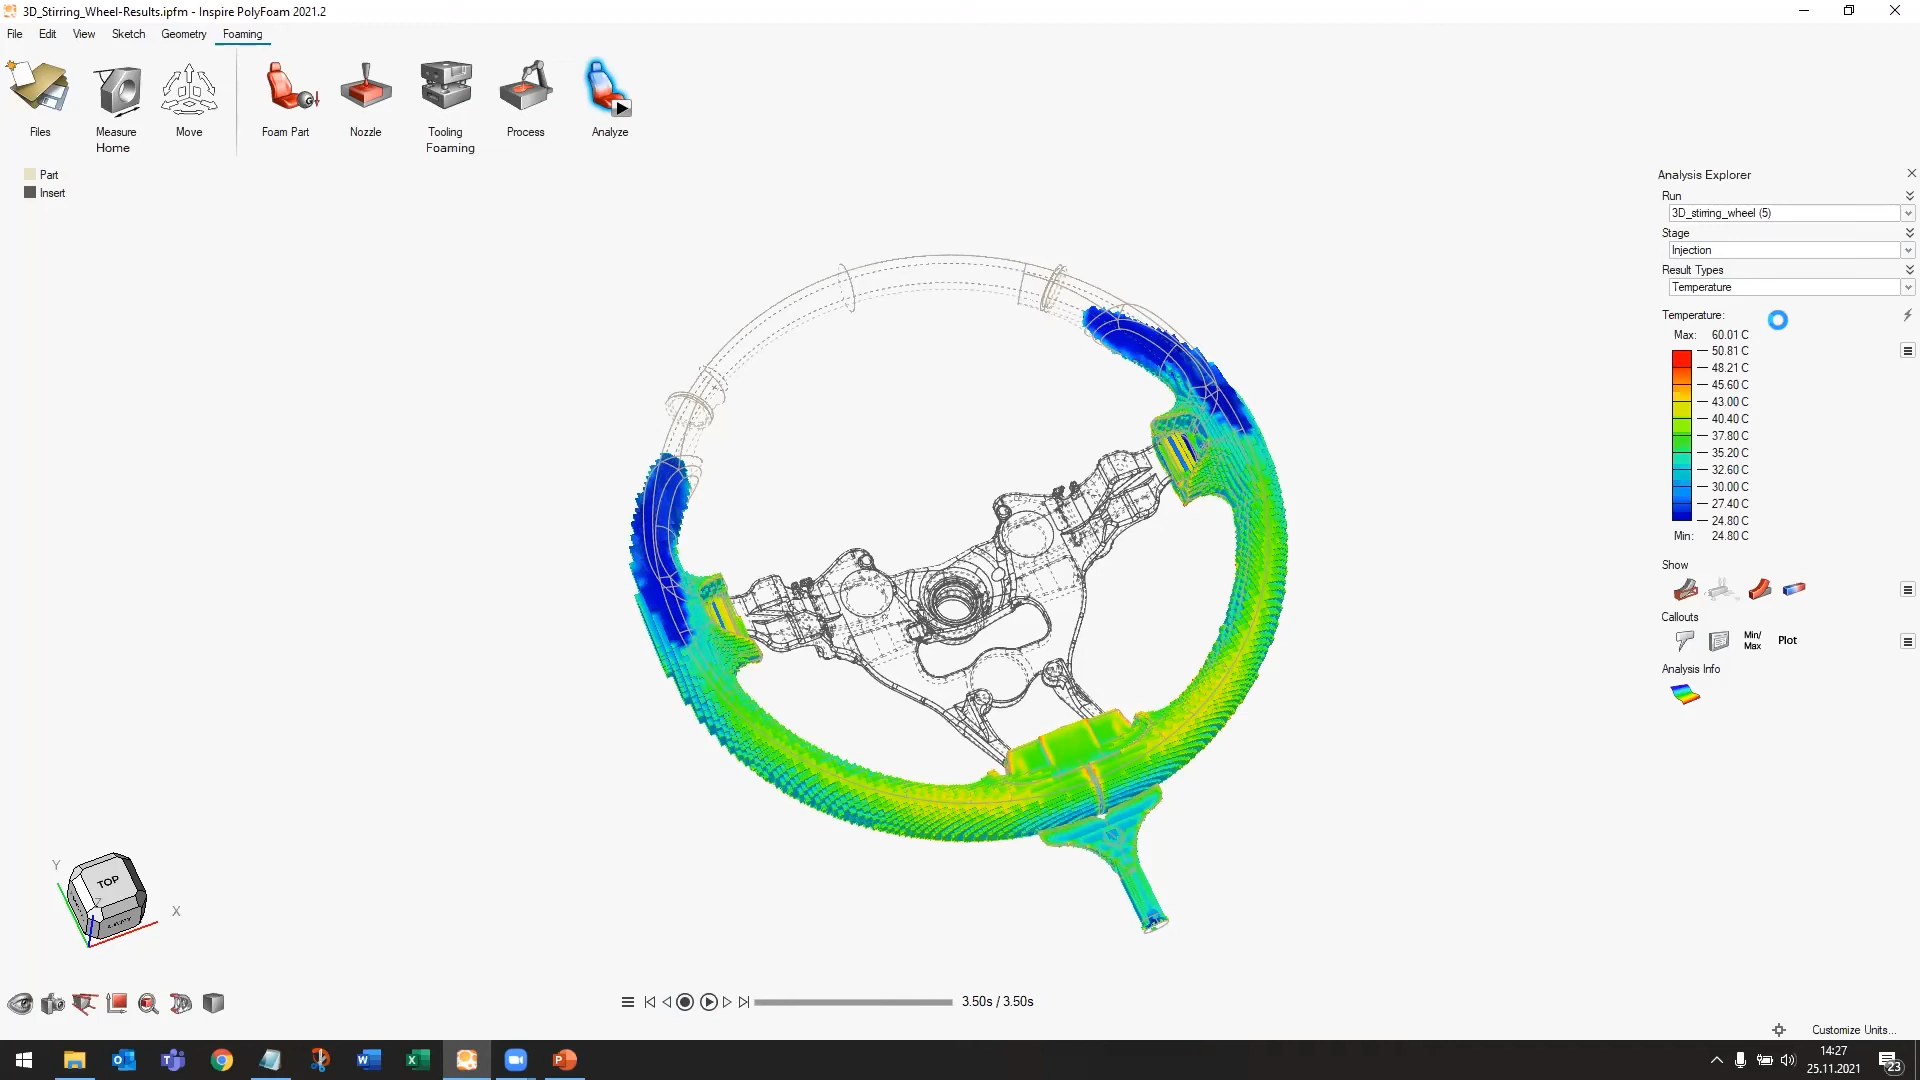 3D_Stirring_Wheel-Results.ipfm - Inspire PolyFoam 2021.2
File Edit View Sketch Geometry Foaming
Files Measure Move Foam Part Nozzle Tooling Process Analyze
Home Foaming
Part
Insert
Analysis Explorer
Run
3D_stirring_wheel (5)
Stage
Injection
Result Types
Temperature
Temperature:
Max: 60.01 C
50.81 C
48.21 C
45.60 C
43.00 C
40.40 C
37.80 C
35.20 C
32.60 C
30.00 C
27.40 C
24.80 C
Min: 24.80 C
Show
Callouts
Min/
Max
Plot
Analysis Info
Y
TOP
Z
X
3.50s / 3.50s
Customize Units...
14:27
25.11.2021
23